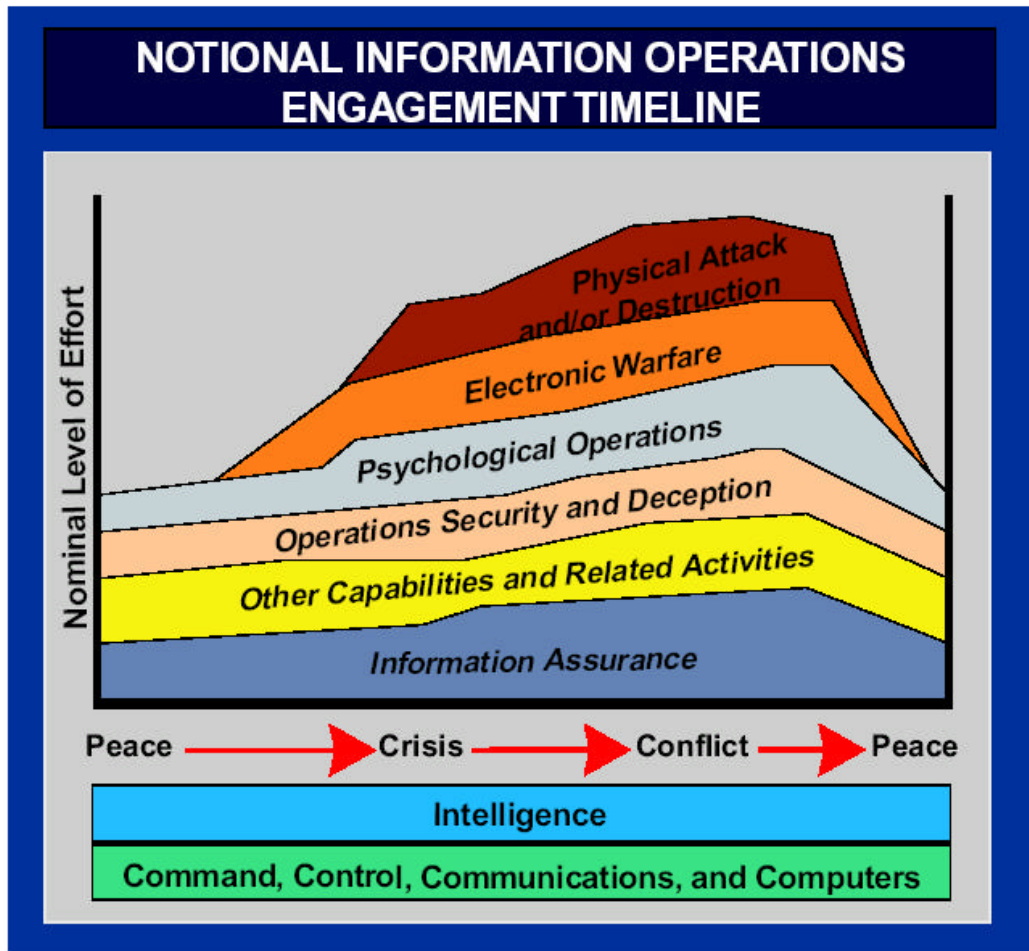 NOTIONAL INFORMATION OPERATIONS
ENGAGEMENT TIMELINE
Nominal Level of Effort
Physical Attack
and/or Destruction
Electronic Warfare
Psychological Operations
Operations Security and Deception
Other Capabilities and Related Activities
Information Assurance
Peace Crisis Conflict Peace
Intelligence
Command, Control, Communications, and Computers